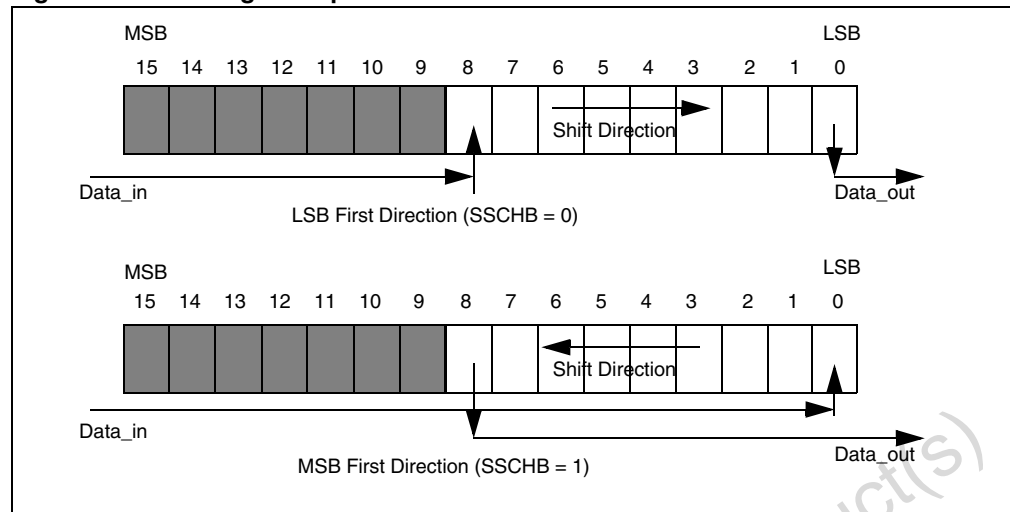 MSB LSB
15 14 13 12 11 10 9 8 7 6 5 4 3 2 1 0
Shift Direction
Data_in Data_out
LSB First Direction (SSCHB = 0)
MSB LSB
15 14 13 12 11 10 9 8 7 6 5 4 3 2 1 0
Shift Direction
Data_in Data_out
MSB First Direction (SSCHB = 1)